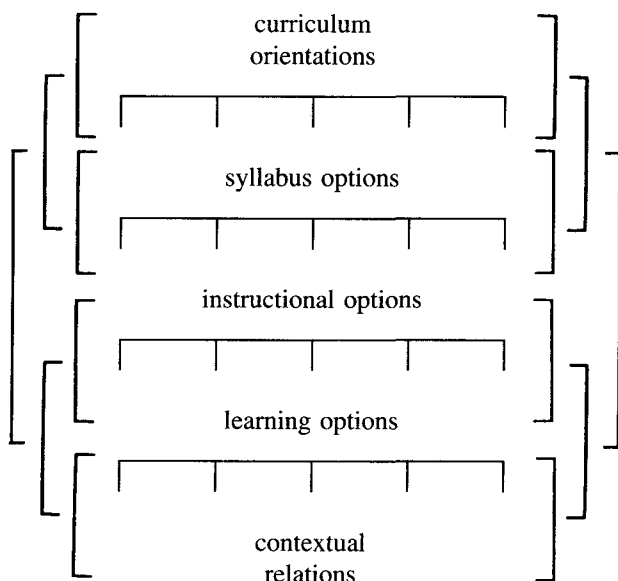 curriculum
orientations
syllabus options
instructional options
learning options
contextual
relations